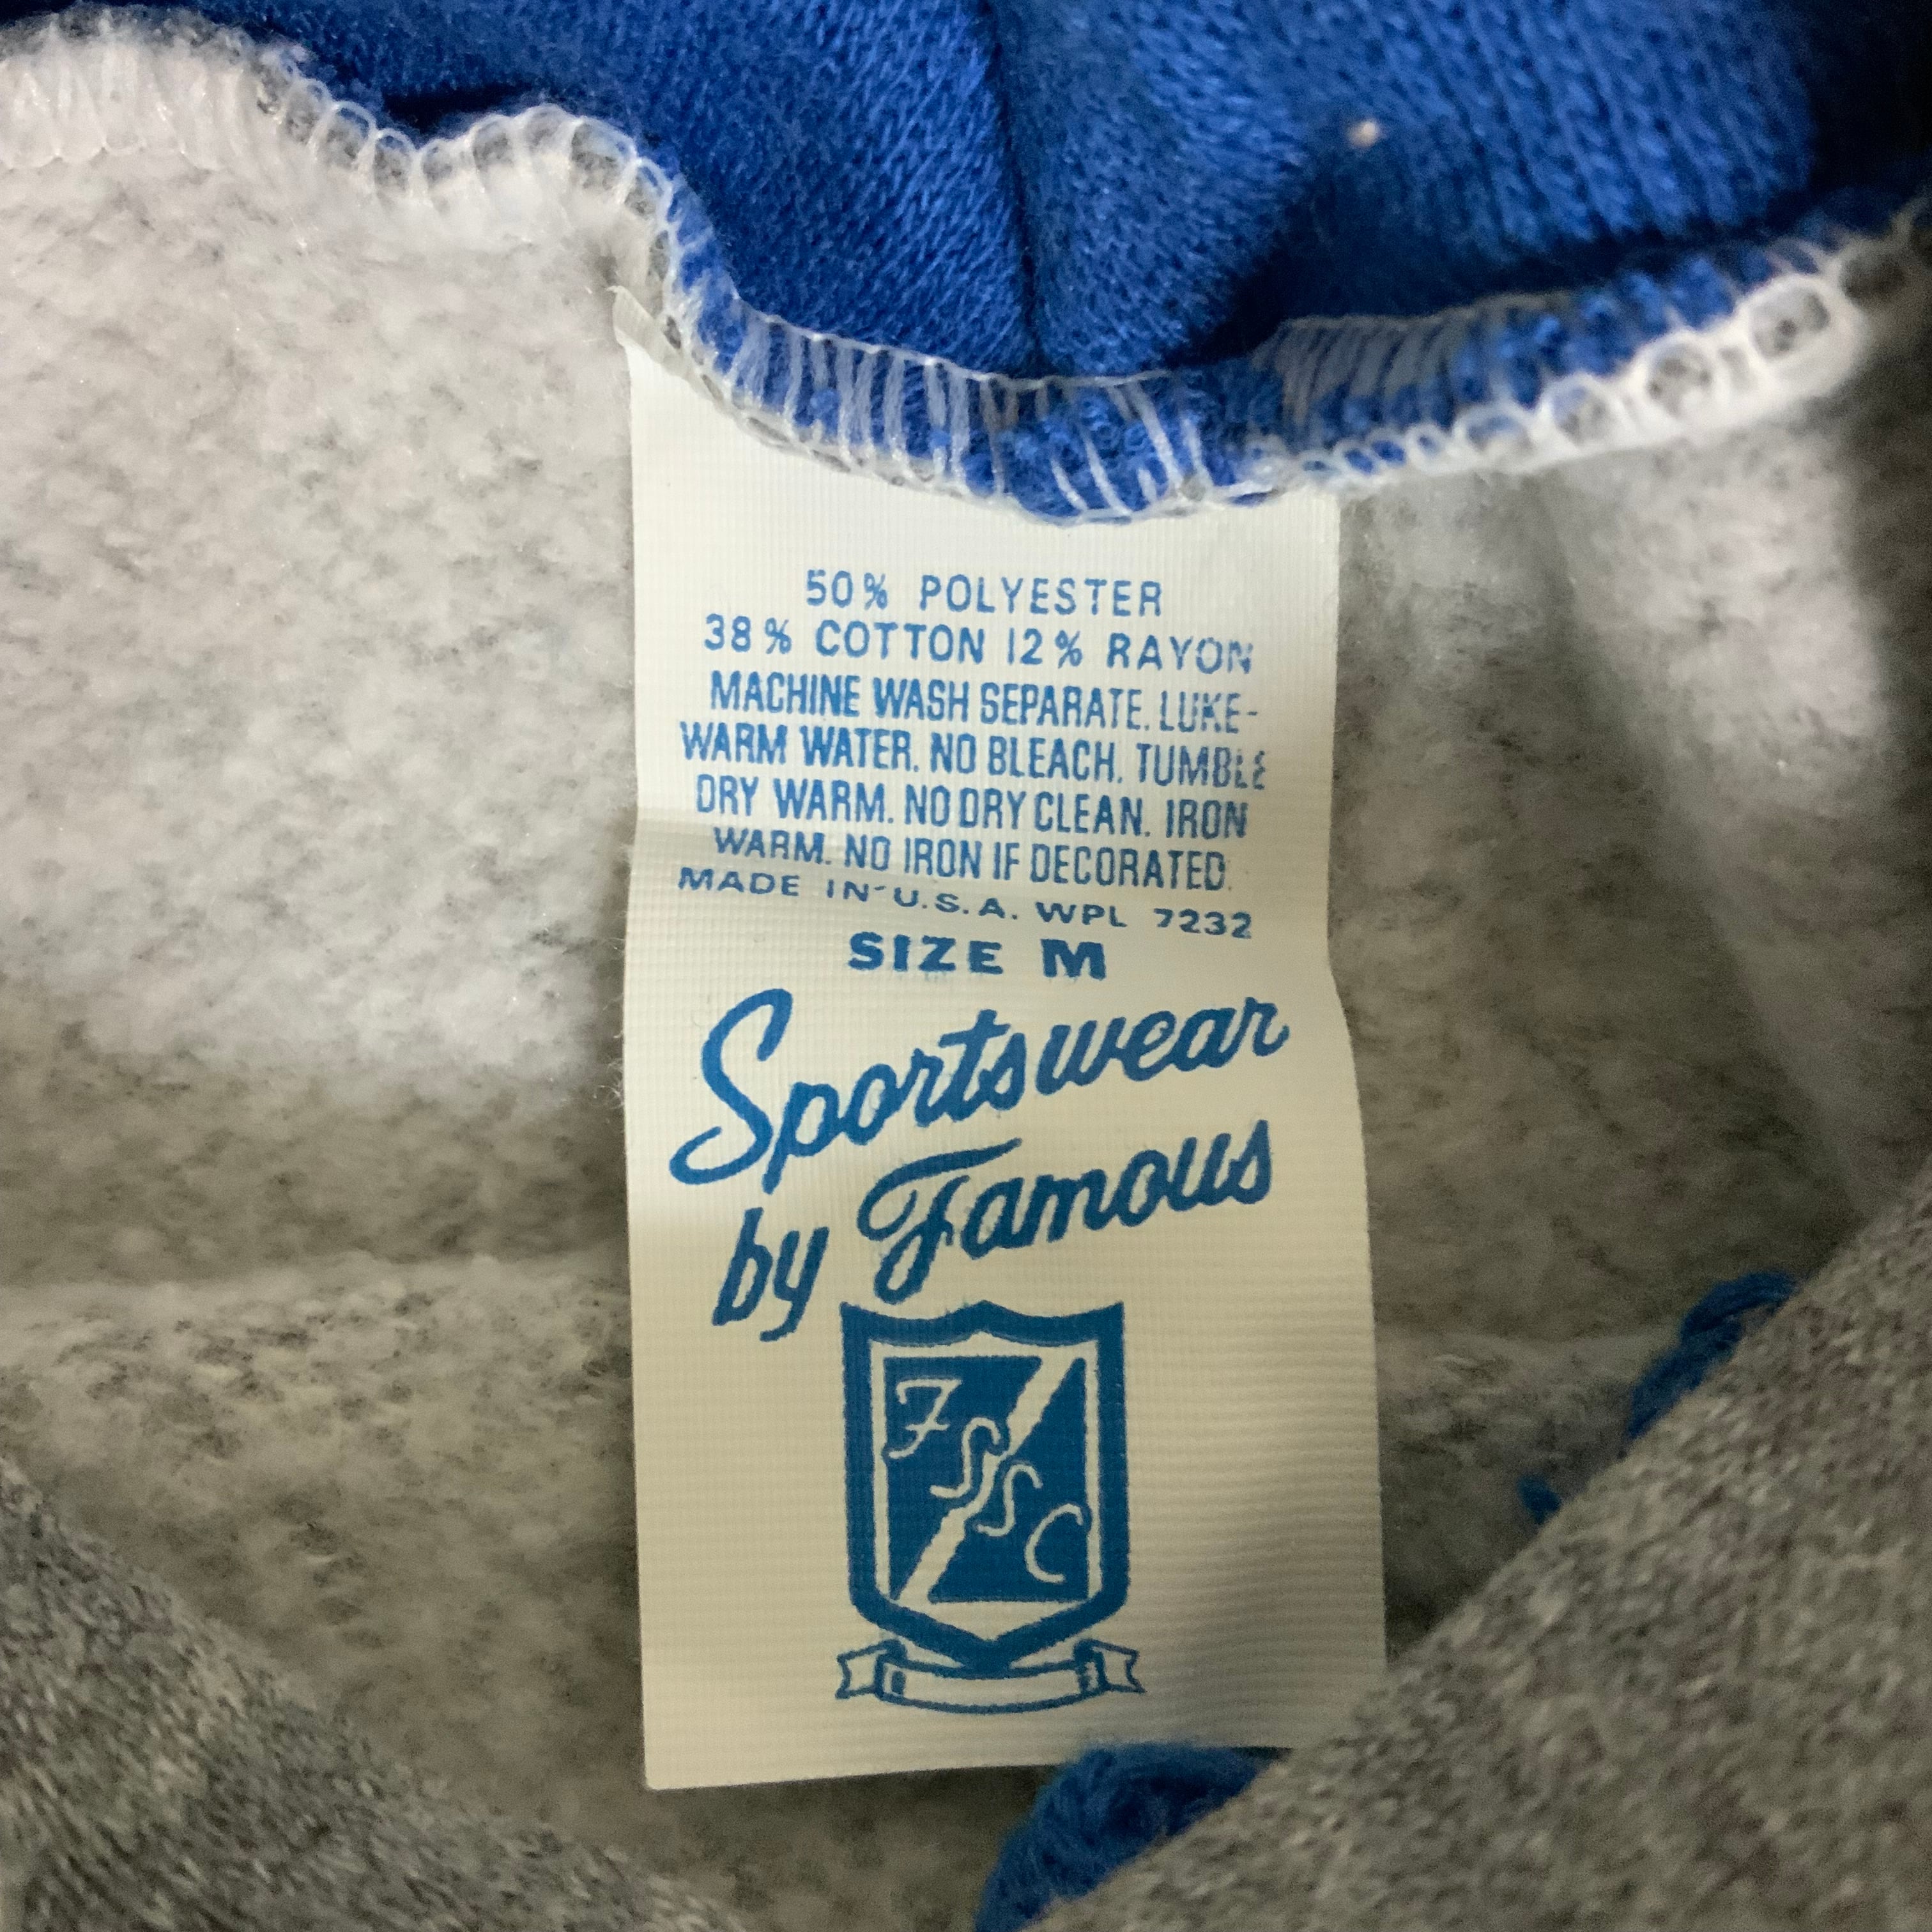 50% POLYESTER
38% COTTON 12% RAYON
MACHINE WASH SEPARATE. LUKE-
WARM WATER. NO BLEACH. TUMBLE
DRY WARM. NO DRY CLEAN. IRON
WARM. NO IRON IF DECORATED.
MADE IN U.S.A. WPL 7232
SIZE M
Sportswear
by Famous
FSSC